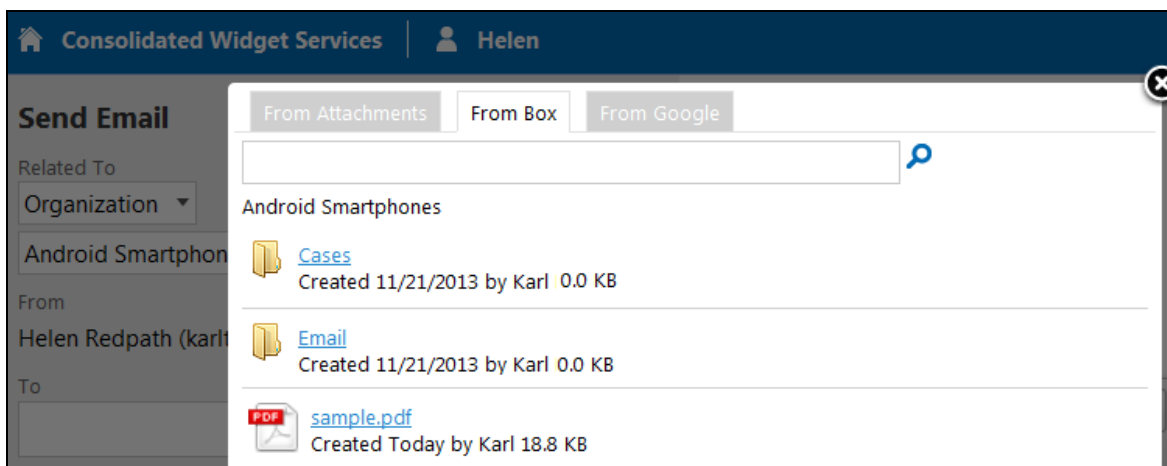 Consolidated Widget Services Helen
From Attachments From Box From Google
Send Email
Related To
Organization
Android Smartphones
Android Smartphon
Cases
Created 11/21/2013 by Karl 0.0 KB
From
Helen Redpath (karlt
Email
Created 11/21/2013 by Karl 0.0 KB
To
PDF
sample.pdf
Created Today by Karl 18.8 KB